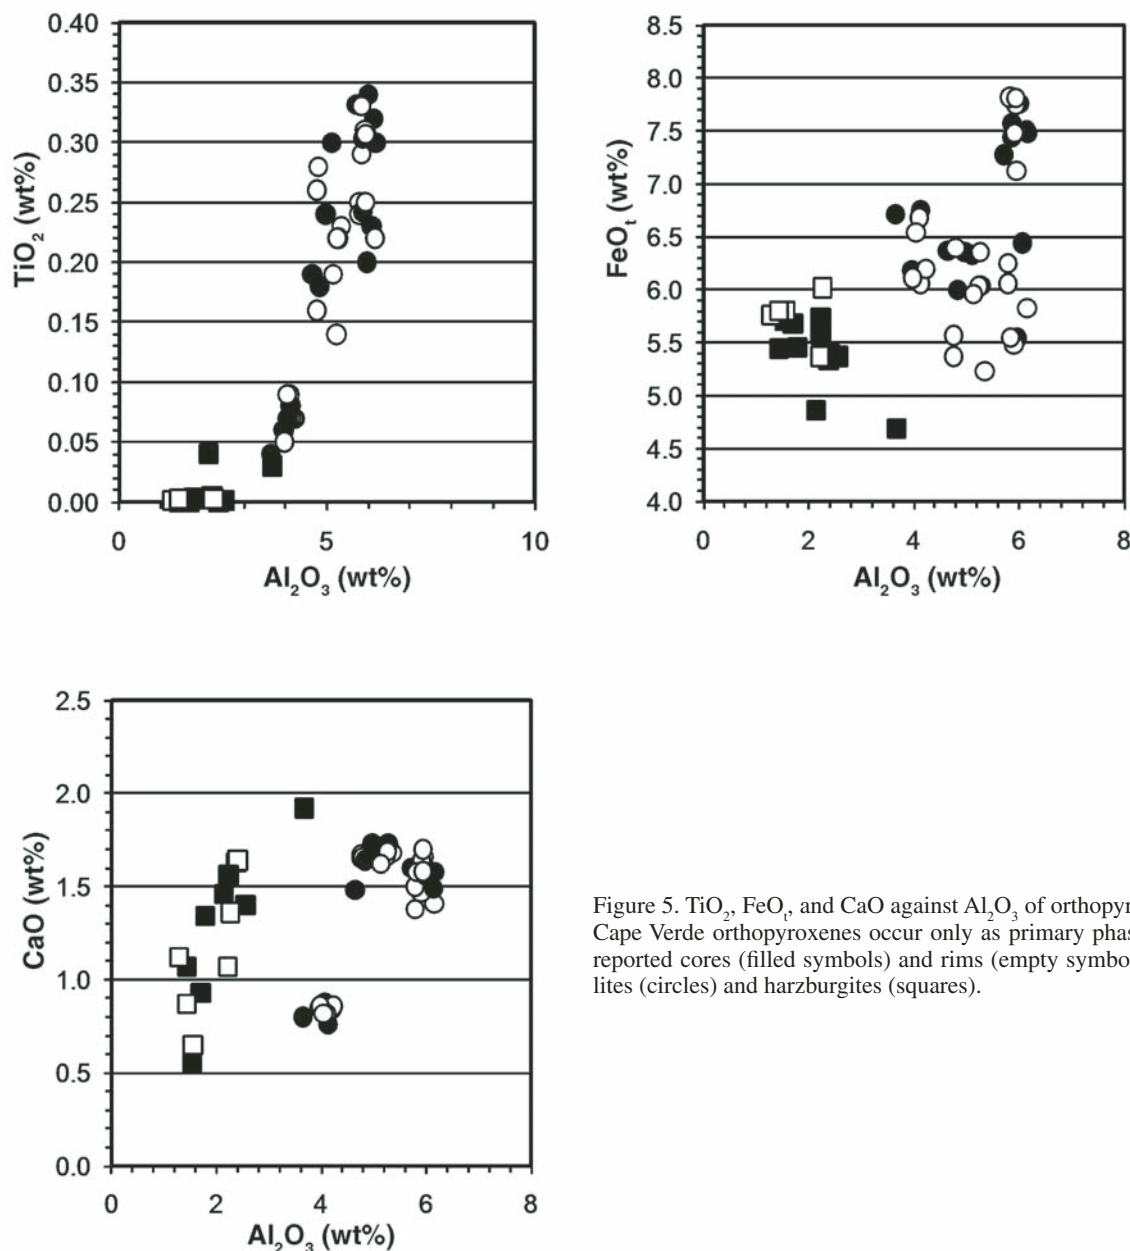 0.40
0.35
0.30
0.25
0.20
0.15
0.10
0.05
0.00
TiO₂ (wt%)
0 5 10
Al₂O₃ (wt%)
8.5
8.0
7.5
7.0
6.5
6.0
5.5
5.0
4.5
4.0
FeOₜ (wt%)
0 2 4 6 8
Al₂O₃ (wt%)
2.5
2.0
1.5
1.0
0.5
0.0
CaO (wt%)
0 2 4 6 8
Al₂O₃ (wt%)
Figure 5. TiO₂, FeOₜ, and CaO against Al₂O₃ of orthopyr
Cape Verde orthopyroxenes occur only as primary phas
reported cores (filled symbols) and rims (empty symbo
lites (circles) and harzburgites (squares).